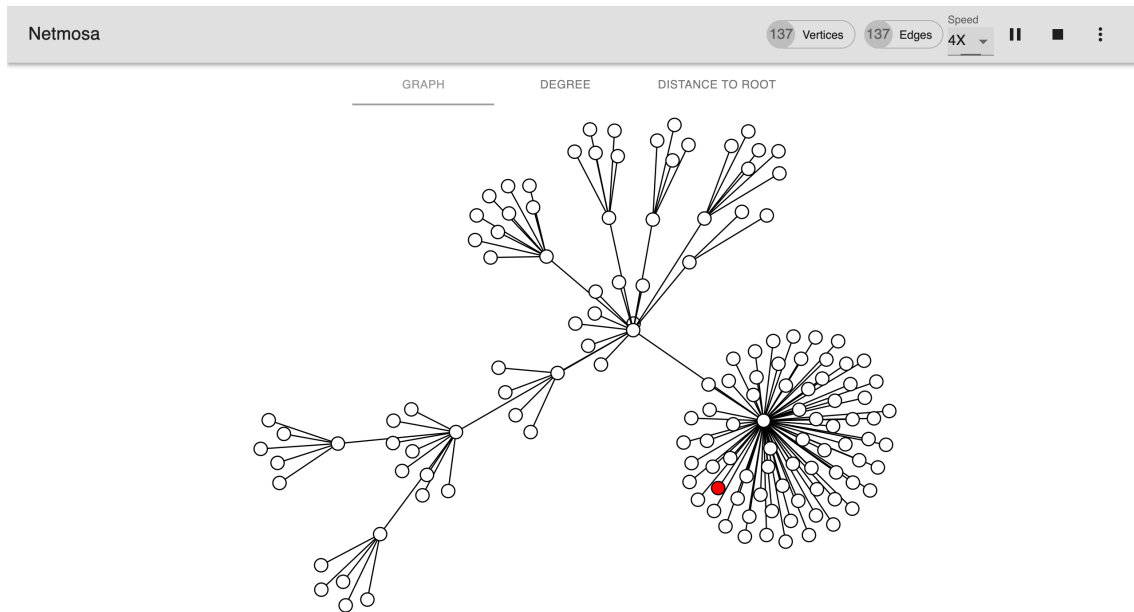 Netmosa
137 Vertices
137 Edges
Speed
4X
GRAPH
DEGREE
DISTANCE TO ROOT